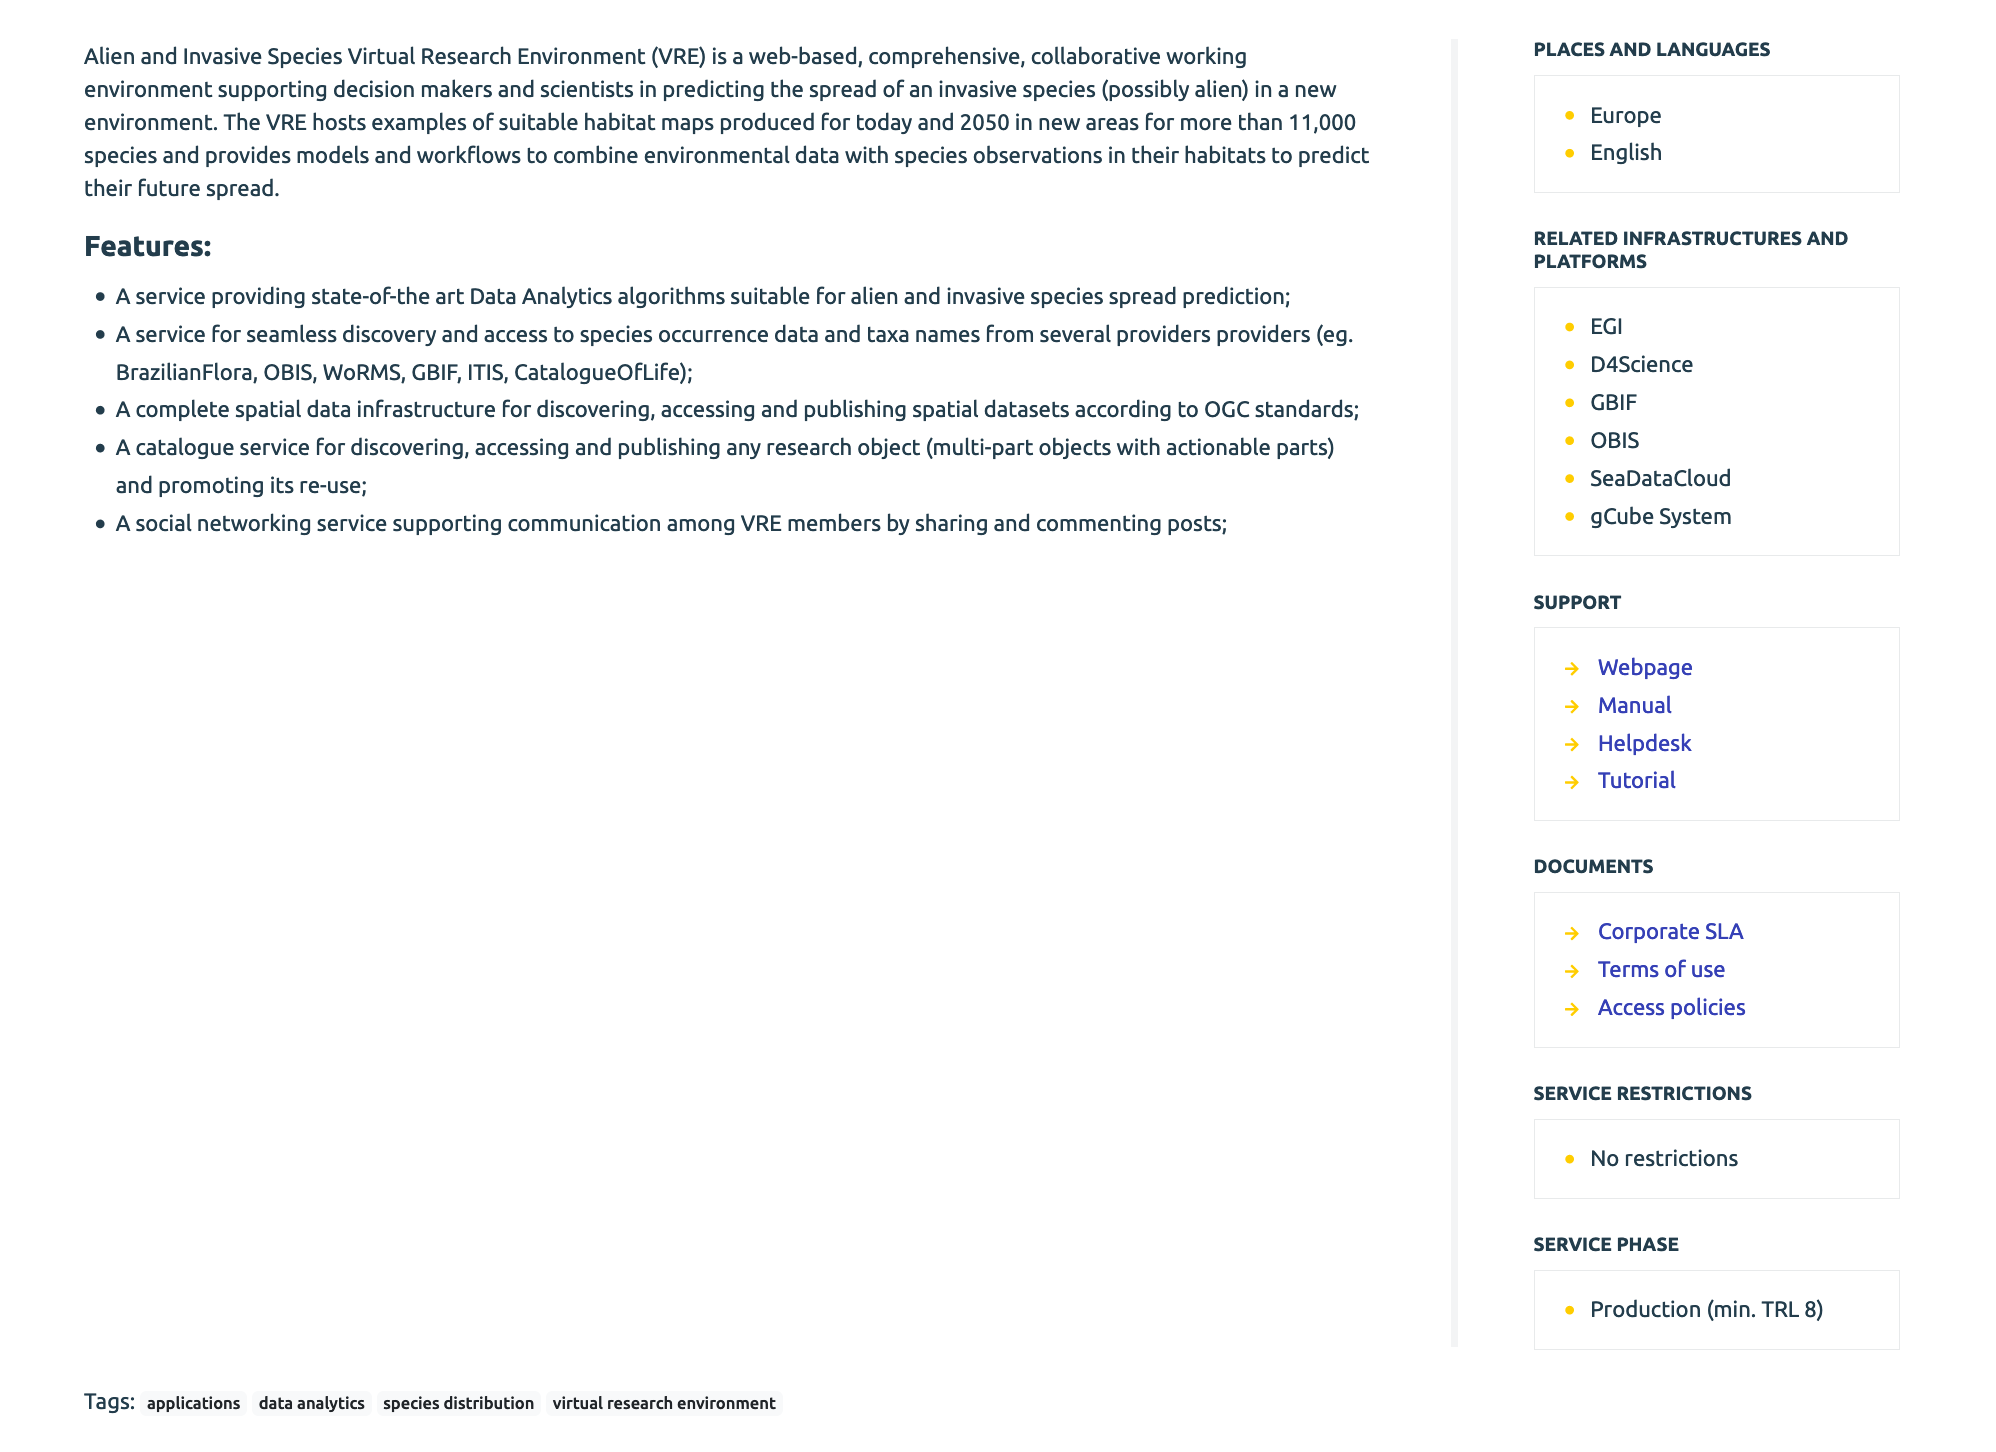 Alien and Invasive Species Virtual Research Environment (VRE) is a web-based, comprehensive, collaborative working
environment supporting decision makers and scientists in predicting the spread of an invasive species (possibly alien) in a new
environment. The VRE hosts examples of suitable habitat maps produced for today and 2050 in new areas for more than 11,000
species and provides models and workflows to combine environmental data with species observations in their habitats to predict
their future spread.
Features:
• A service providing state-of-the art Data Analytics algorithms suitable for alien and invasive species spread prediction;
• A service for seamless discovery and access to species occurrence data and taxa names from several providers providers (eg.
BrazilianFlora, OBIS, WoRMS, GBIF, ITIS, CatalogueOfLife);
• A complete spatial data infrastructure for discovering, accessing and publishing spatial datasets according to OGC standards;
• A catalogue service for discovering, accessing and publishing any research object (multi-part objects with actionable parts)
and promoting its re-use;
• A social networking service supporting communication among VRE members by sharing and commenting posts;
PLACES AND LANGUAGES
• Europe
• English
RELATED INFRASTRUCTURES AND
PLATFORMS
• EGI
• D4Science
• GBIF
• OBIS
• SeaDataCloud
• gCube System
SUPPORT
→ Webpage
→ Manual
→ Helpdesk
→ Tutorial
DOCUMENTS
→ Corporate SLA
→ Terms of use
→ Access policies
SERVICE RESTRICTIONS
• No restrictions
SERVICE PHASE
• Production (min. TRL 8)
Tags: applications data analytics species distribution virtual research environment